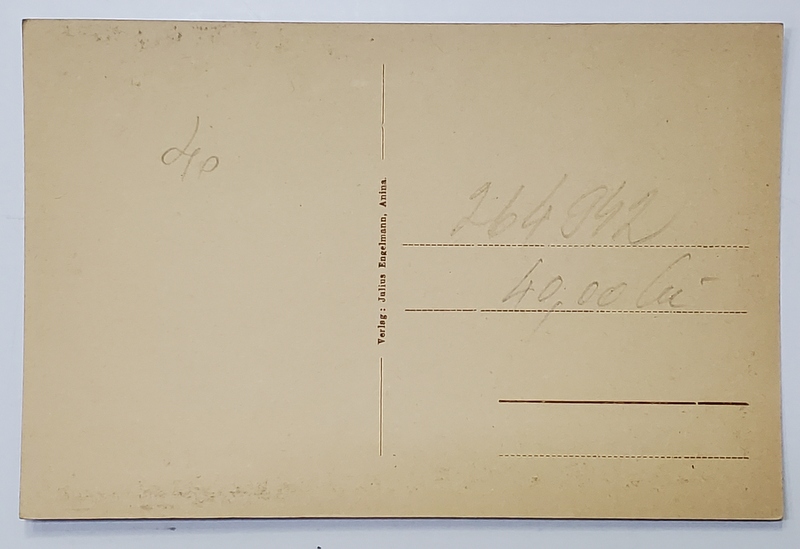 40
Verlag: Julius Engelmann, Anina.
264942
40,00 lei